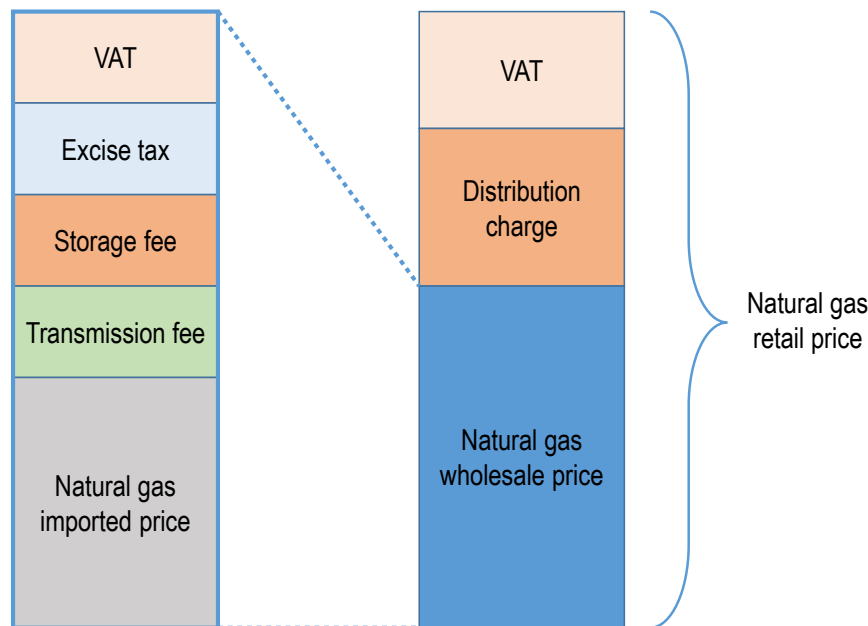 VAT
Excise tax
Storage fee
Transmission fee
Natural gas
imported price
VAT
Distribution
charge
Natural gas
wholesale price
Natural gas
retail price